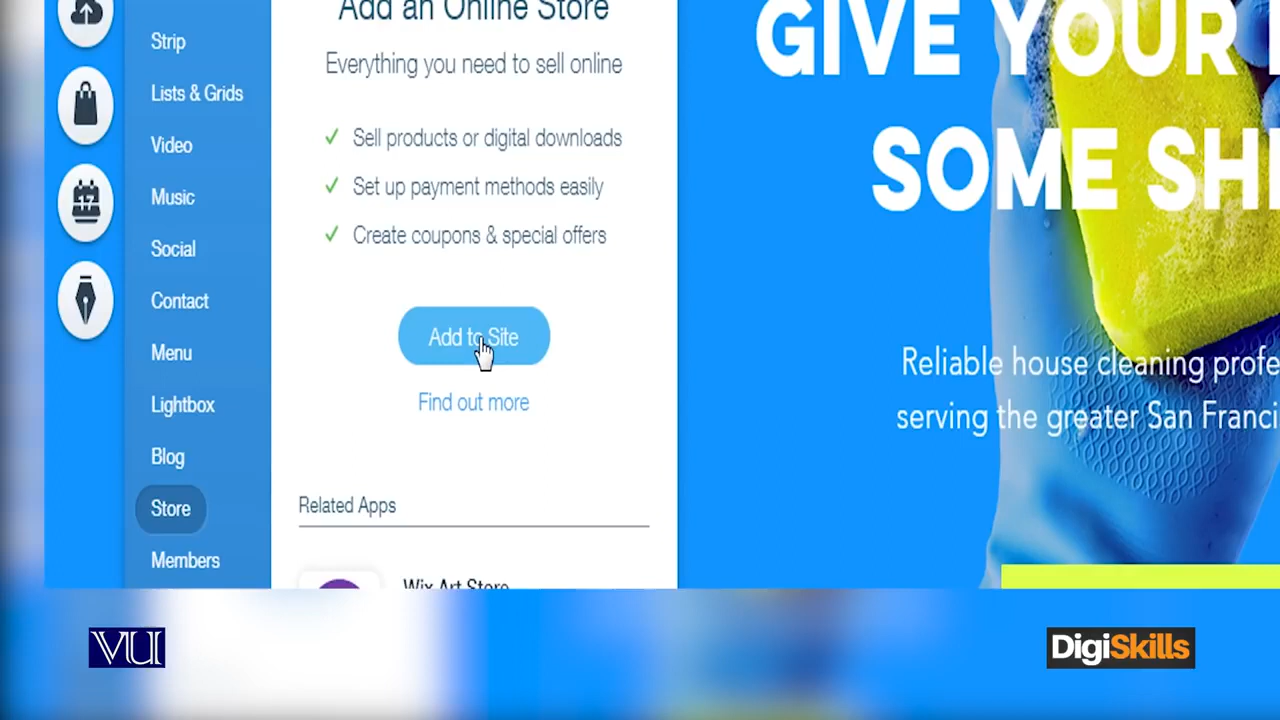 Add an Online Store
Everything you need to sell online
Sell products or digital downloads
Set up payment methods easily
Create coupons & special offers
Add to Site
Find out more
Related Apps
Wix Art Store
Strip
Lists & Grids
Video
Music
Social
Contact
Menu
Lightbox
Blog
Store
Members
17
GIVE YOUR
SOME SH
Reliable house cleaning profe
serving the greater San Franci
VU
DigiSkills